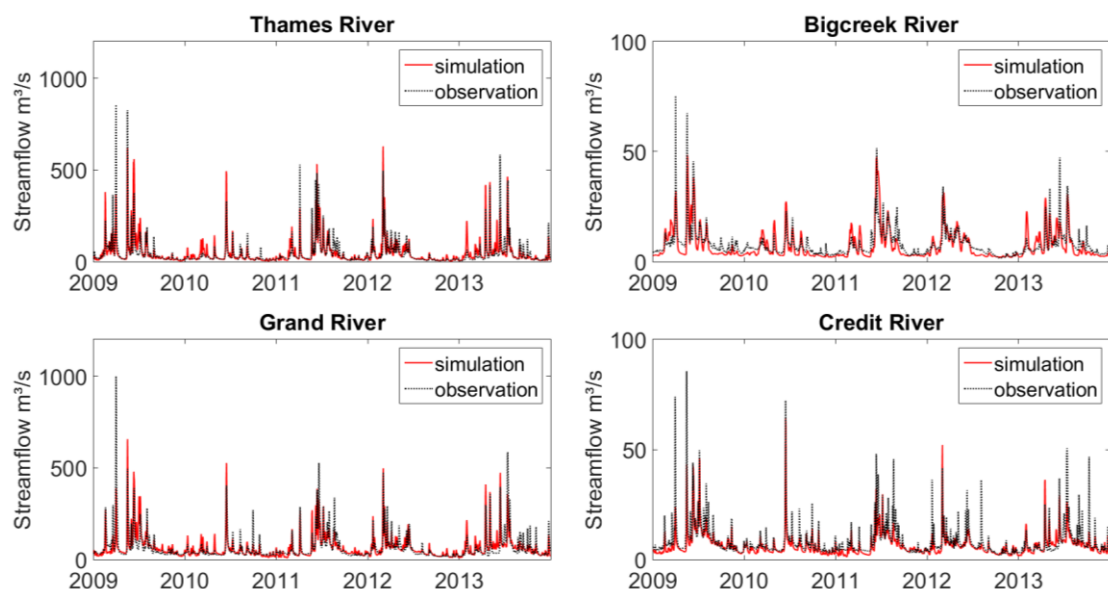 Thames River
Streamflow m³/s
1000
500
0
simulation
observation
2009 2010 2011 2012 2013
Bigcreek River
Streamflow m³/s
100
50
0
simulation
observation
2009 2010 2011 2012 2013
Grand River
Streamflow m³/s
1000
500
0
simulation
observation
2009 2010 2011 2012 2013
Credit River
Streamflow m³/s
100
50
0
simulation
observation
2009 2010 2011 2012 2013